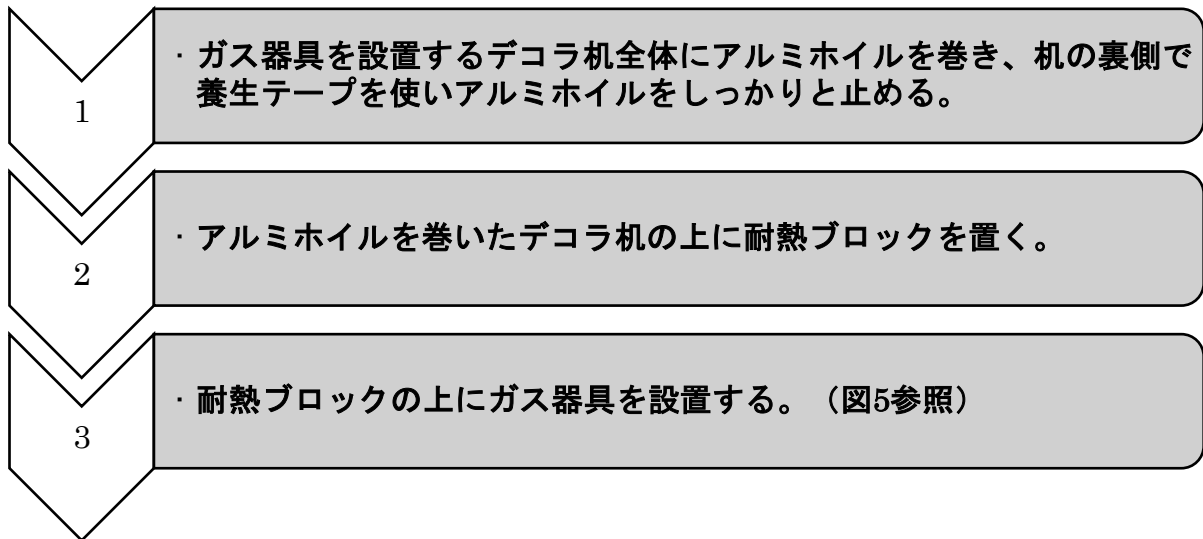 1
・ガス器具を設置するデコラ机全体にアルミホイルを巻き、机の裏側で
養生テープを使いアルミホイルをしっかりと止める。
2
・アルミホイルを巻いたデコラ机の上に耐熱ブロックを置く。
3
・耐熱ブロックの上にガス器具を設置する。（図5参照）